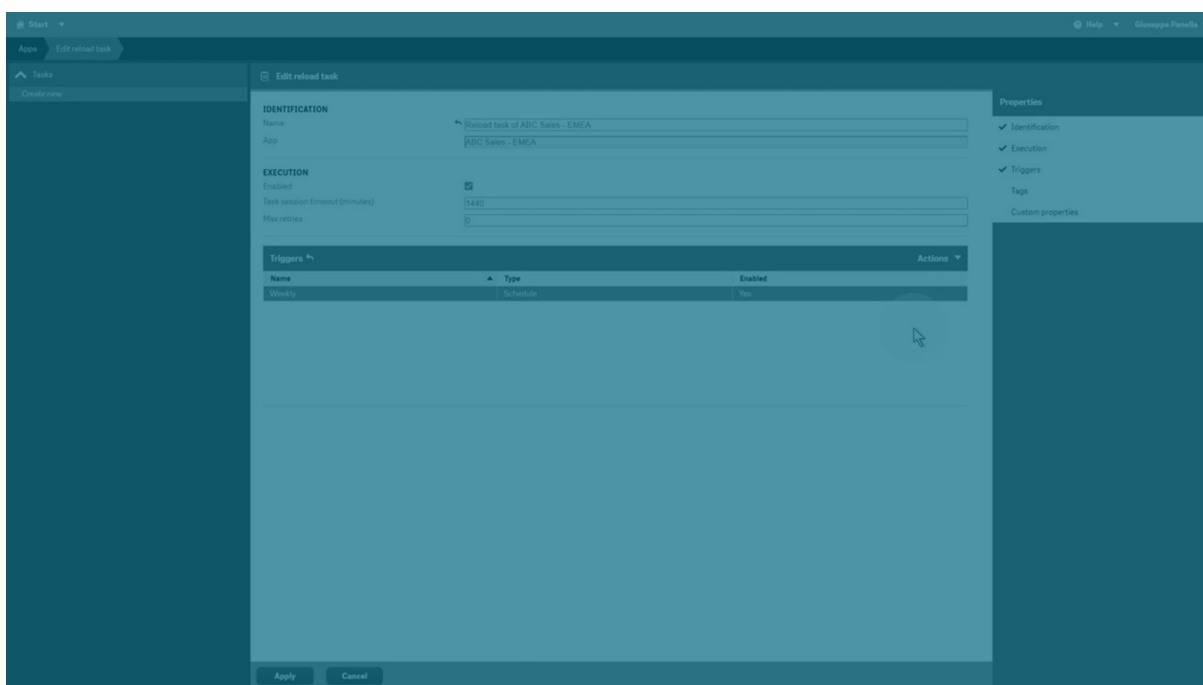 Start
Help Gioseppe Panella
Apps Edit reload task
Tasks
Create new
Edit reload task
IDENTIFICATION
Name Reload task of ABC Sales - EMEA
App ABC Sales - EMEA
EXECUTION
Enabled
Task session timeout (minutes) 1440
Max retries 0
Triggers Actions
Name Type Enabled
Weekly Schedule Yes
Apply Cancel
Properties
Identification
Execution
Triggers
Tags
Custom properties